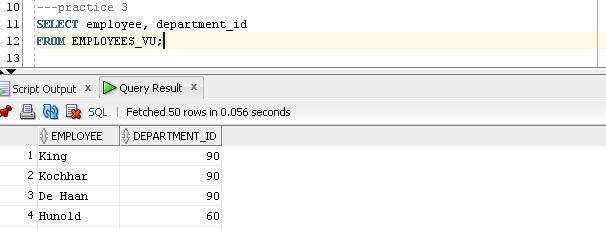 10 ---practice 3
11 SELECT employee, department_id
12 FROM EMPLOYEES_VU;
13
Script Output × Query Result ×
SQL | Fetched 50 rows in 0.056 seconds
EMPLOYEE DEPARTMENT_ID
1 King 90
2 Kochhar 90
3 De Haan 90
4 Hunold 60